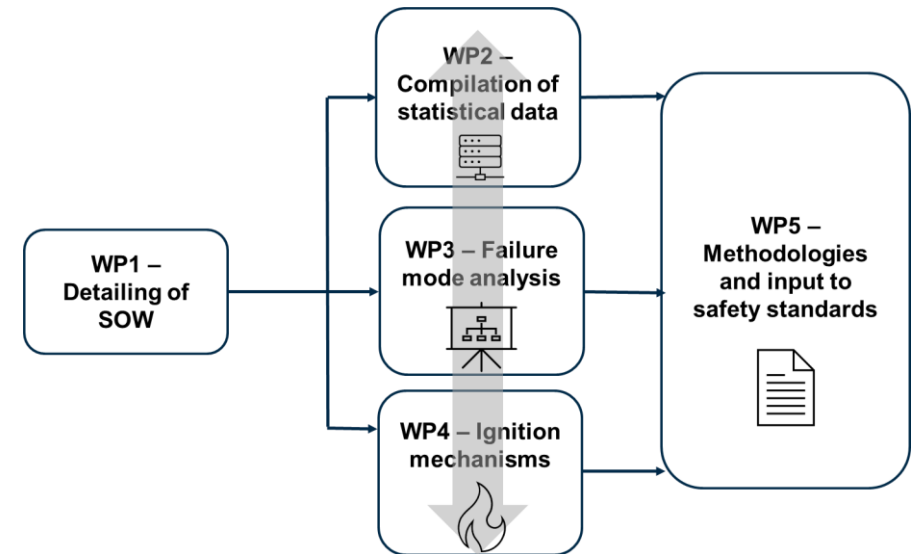 WP2 –
Compilation of
statistical data
WP1 –
Detailing of
SOW
WP3 – Failure
mode analysis
WP4 – Ignition
mechanisms
WP5 –
Methodologies
and input to
safety standards